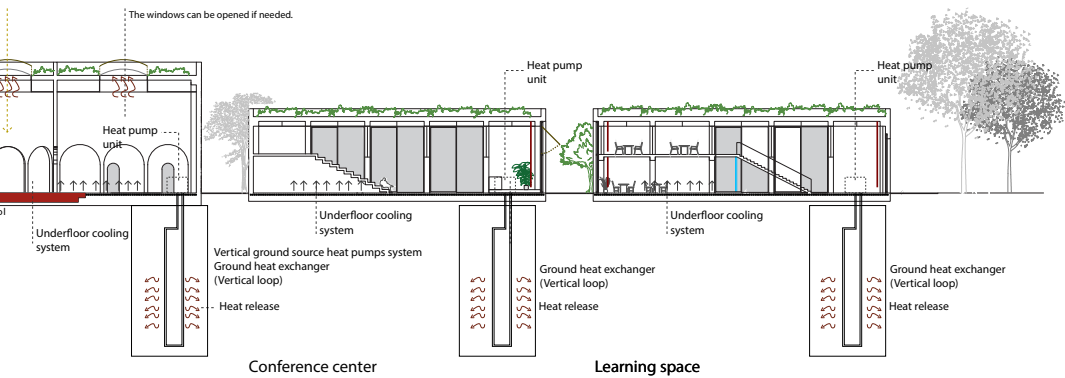 The windows can be opened if needed.
Heat pump
unit
Heat pump
unit
Heat pump
unit
Underfloor cooling
system
Underfloor cooling
system
Underfloor cooling
system
Vertical ground source heat pumps system
Ground heat exchanger
(Vertical loop)
Heat release
Ground heat exchanger
(Vertical loop)
Heat release
Ground heat exchanger
(Vertical loop)
Heat release
Conference center
Learning space